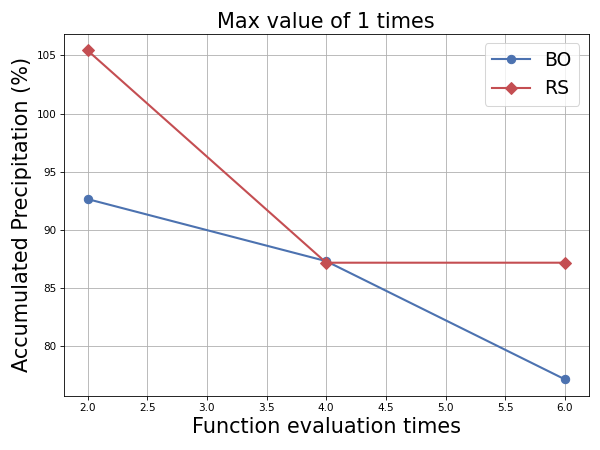 Max value of 1 times
Accumulated Precipitation (%)
105
100
95
90
85
80
BO
RS
2.0 2.5 3.0 3.5 4.0 4.5 5.0 5.5 6.0
Function evaluation times